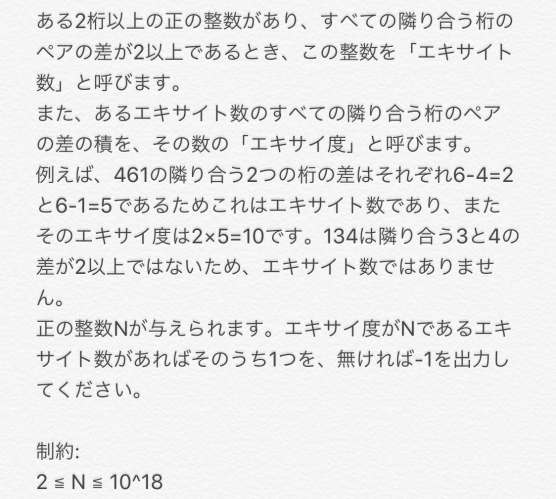 ある2桁以上の正の整数があり、すべての隣り合う桁の
ペアの差が2以上であるとき、この整数を「エキサイト
数」と呼びます。
また、あるエキサイト数のすべての隣り合う桁のペア
の差の積を、その数の「エキサイ度」と呼びます。
例えば、461の隣り合う2つの桁の差はそれぞれ6-4=2
と6-1=5であるためこれはエキサイト数であり、また
そのエキサイ度は2×5=10です。134は隣り合う3と4の
差が2以上ではないため、エキサイト数ではありませ
ん。
正の整数Nが与えられます。エキサイ度がNであるエキ
サイト数があればそのうち1つを、無ければ-1を出力し
てください。
制約:
2 ≦ N ≦ 10^18